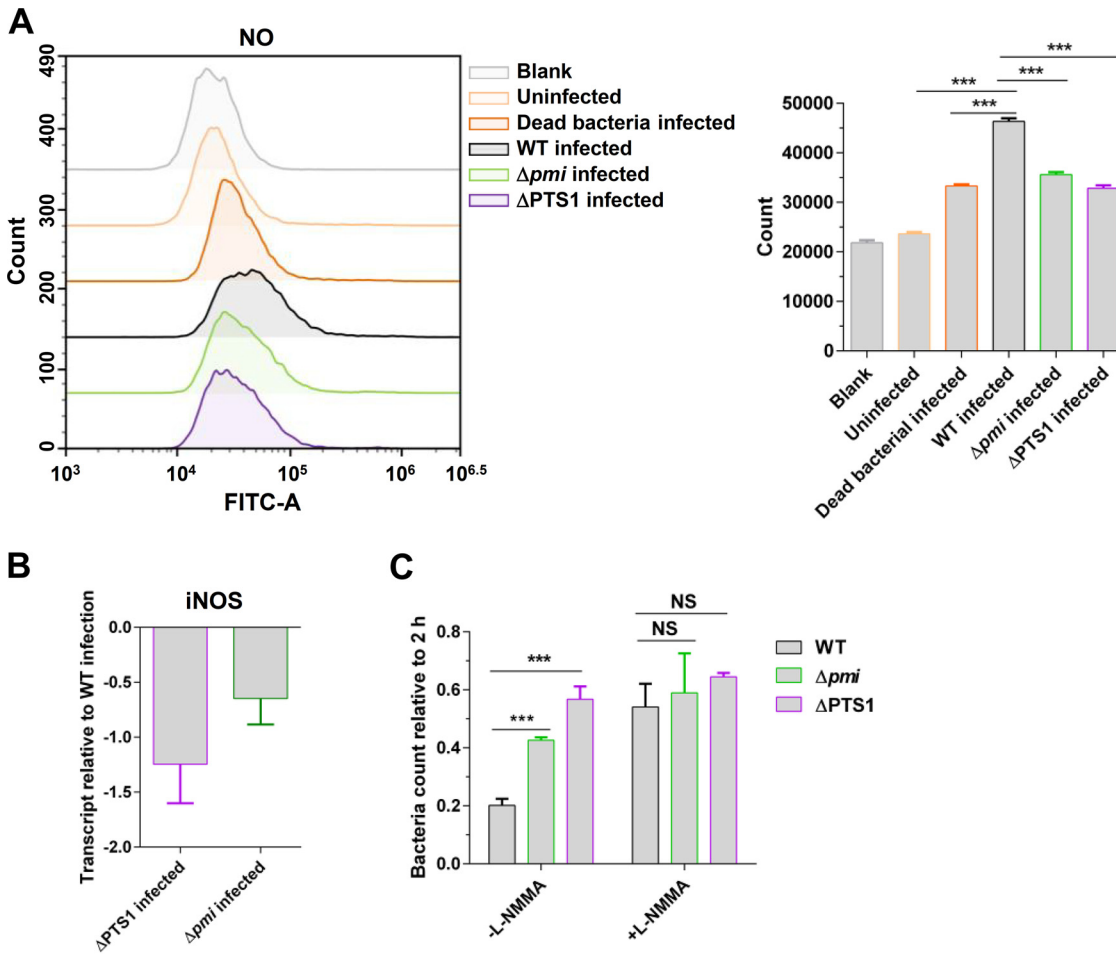 A
NO
490
400
300
200
100
0
Count
10³
10⁴
10⁵
10⁶
10⁶·⁵
FITC-A
Blank
Uninfected
Dead bacteria infected
WT infected
Δpmi infected
ΔPTS1 infected
***
*** ***
***
50000
40000
30000
20000
10000
0
Count
Blank
Uninfected
Dead bacterial infected
WT infected
Δpmi infected
ΔPTS1 infected
B
iNOS
Transcript relative to WT infection
0.0
-0.5
-1.0
-1.5
-2.0
ΔPTS1 infected
Δpmi infected
C
Bacteria count relative to 2 h
0.8
0.6
0.4
0.2
0.0
***
***
NS
NS
-L-NMMA
+L-NMMA
WT
Δpmi
ΔPTS1